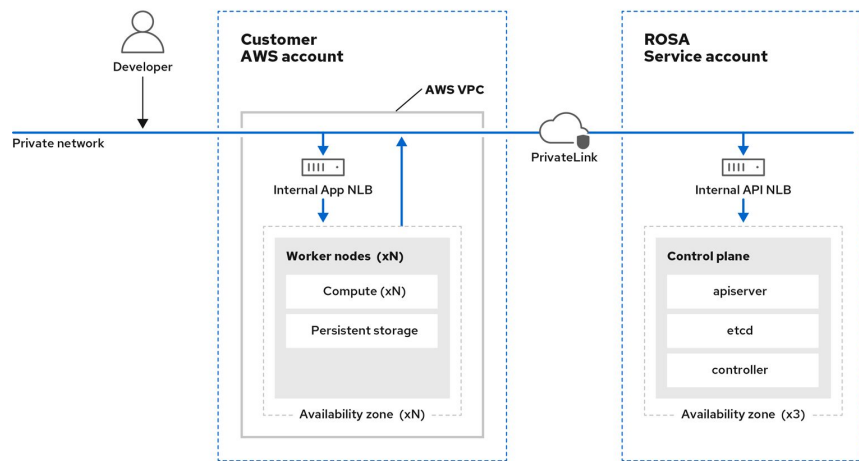 Developer
Private network
Customer
AWS account
AWS VPC
Internal App NLB
Worker nodes (xN)
Compute (xN)
Persistent storage
Availability zone (xN)
PrivateLink
ROSA
Service account
Internal API NLB
Control plane
apiserver
etcd
controller
Availability zone (x3)